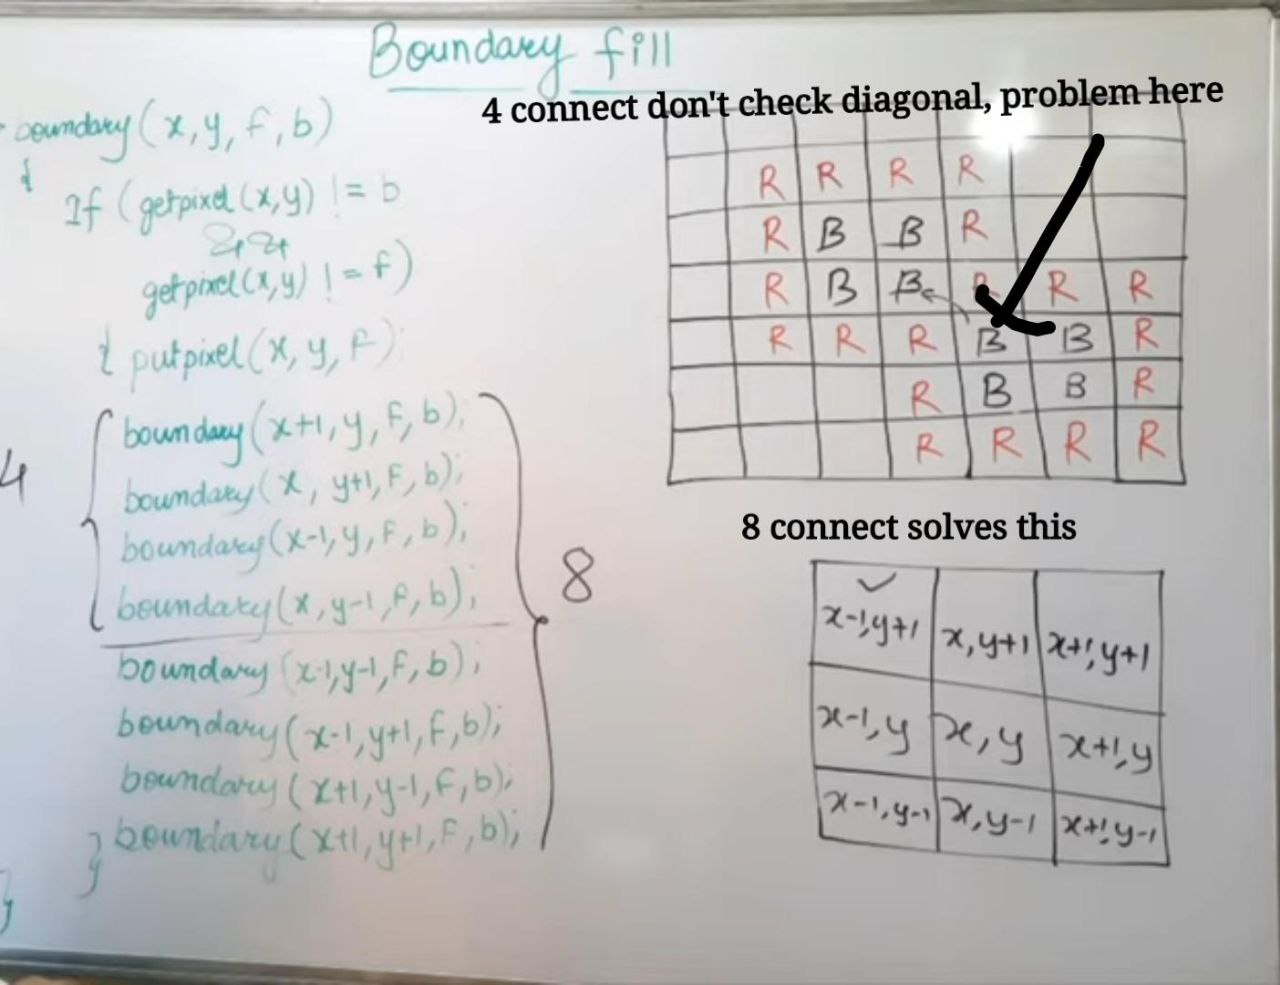 Boundary fill
4 connect don't check diagonal, problem here
boundary(x, y, f, b)
{
If (getpixel(x,y) != b
&&
getpixel(x,y) != f)
{ putpixel(x, y, f);
boundary(x+1, y, f, b);
boundary(x, y+1, f, b);
boundary(x-1, y, f, b);
boundary(x, y-1, f, b);
4
boundary(x-1,y-1,f,b);
boundary(x-1,y+1,f,b);
boundary(x+1,y-1,f,b);
boundary(x+1,y+1,f,b);
}
}
8
R R R R
R B B R
R B B R R R
R R R B B R
R B B R
R R R R
8 connect solves this
x-1,y+1 x,y+1 x+1,y+1
x-1,y x,y x+1,y
x-1,y-1 x,y-1 x+1,y-1